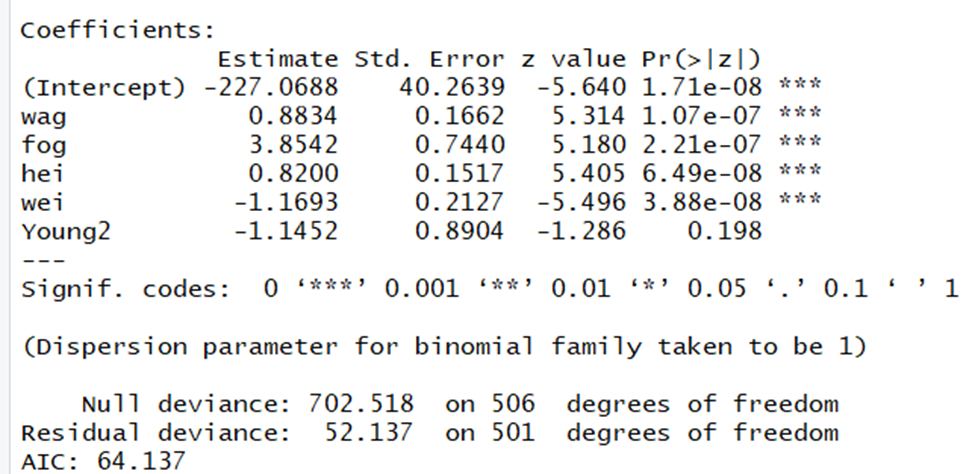 Coefficients:
Estimate Std. Error z value Pr(>|z|)
(Intercept) -227.0688 40.2639 -5.640 1.71e-08 ***
wag 0.8834 0.1662 5.314 1.07e-07 ***
fog 3.8542 0.7440 5.180 2.21e-07 ***
hei 0.8200 0.1517 5.405 6.49e-08 ***
wei -1.1693 0.2127 -5.496 3.88e-08 ***
Young2 -1.1452 0.8904 -1.286 0.198
---
Signif. codes: 0 ‘***’ 0.001 ‘**’ 0.01 ‘*’ 0.05 ‘.’ 0.1 ‘ ’ 1
(Dispersion parameter for binomial family taken to be 1)
Null deviance: 702.518 on 506 degrees of freedom
Residual deviance: 52.137 on 501 degrees of freedom
AIC: 64.137